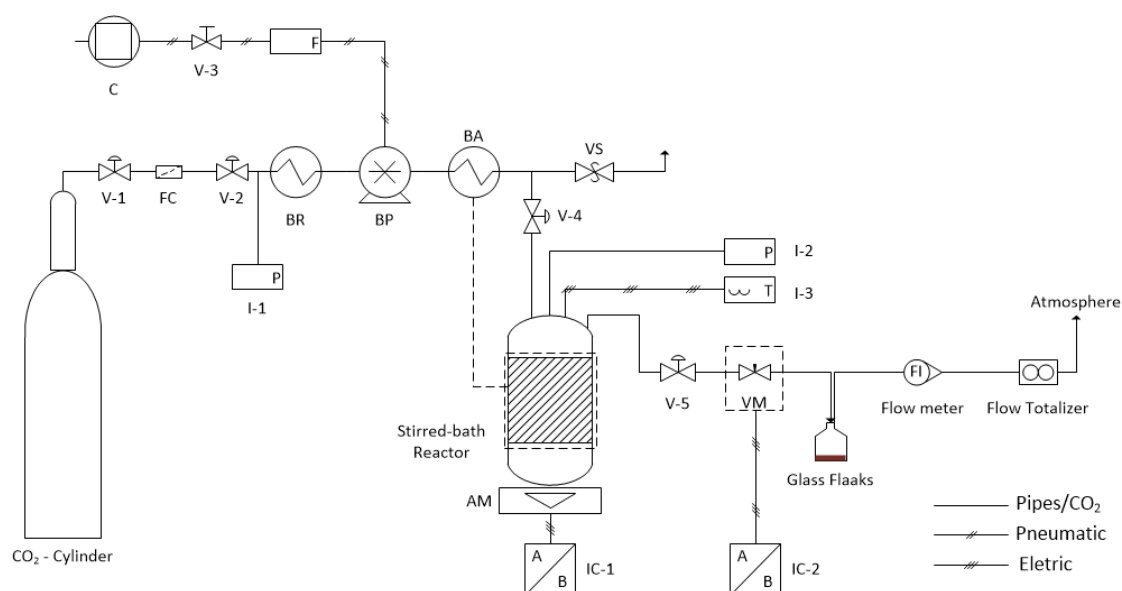 C
V-3
F
BA
VS
V-1
FC
V-2
BR
BP
V-4
P
I-1
P
I-2
T
I-3
Atmosphere
FI
V-5
VM
Flow meter
Flow Totalizer
Stirred-bath
Reactor
Glass Flaaks
AM
CO₂ - Cylinder
A
B
IC-1
A
B
IC-2
Pipes/CO₂
Pneumatic
Eletric